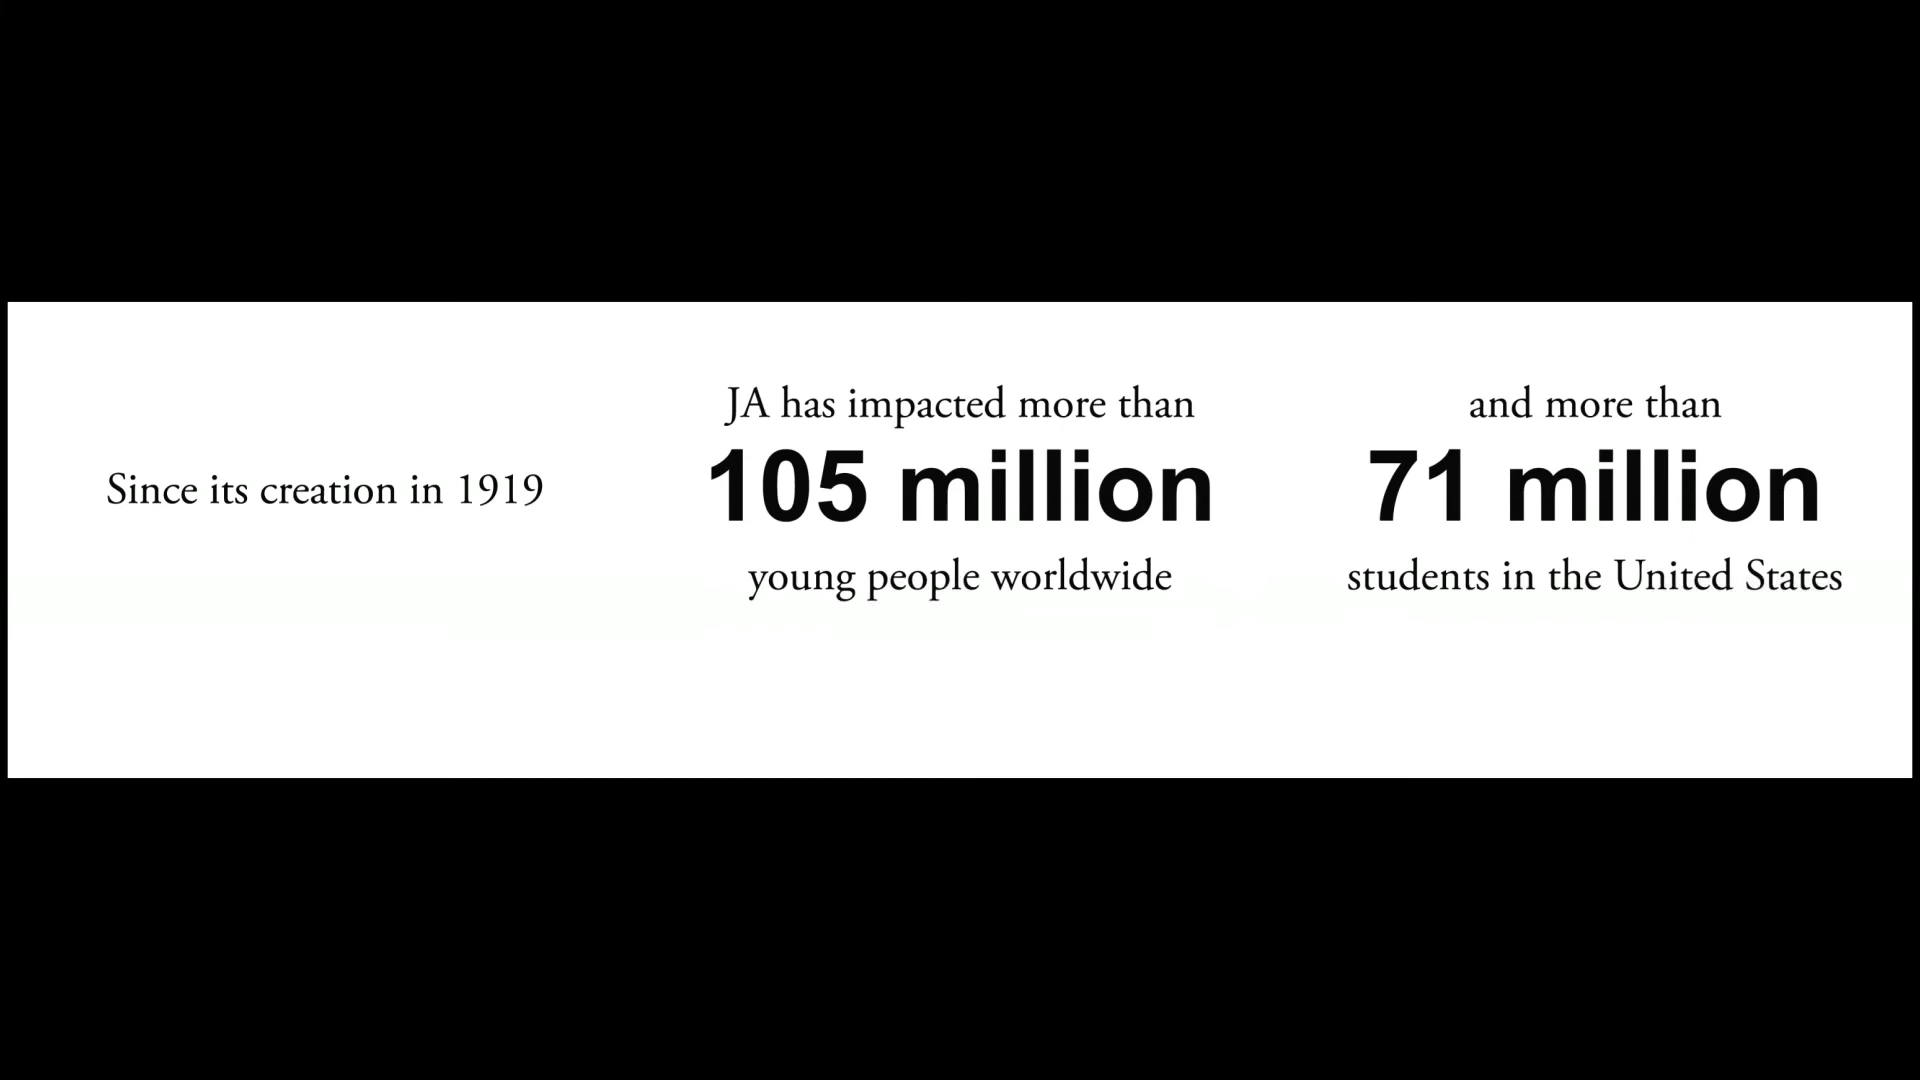 Since its creation in 1919
JA has impacted more than
105 million
young people worldwide
and more than
71 million
students in the United States